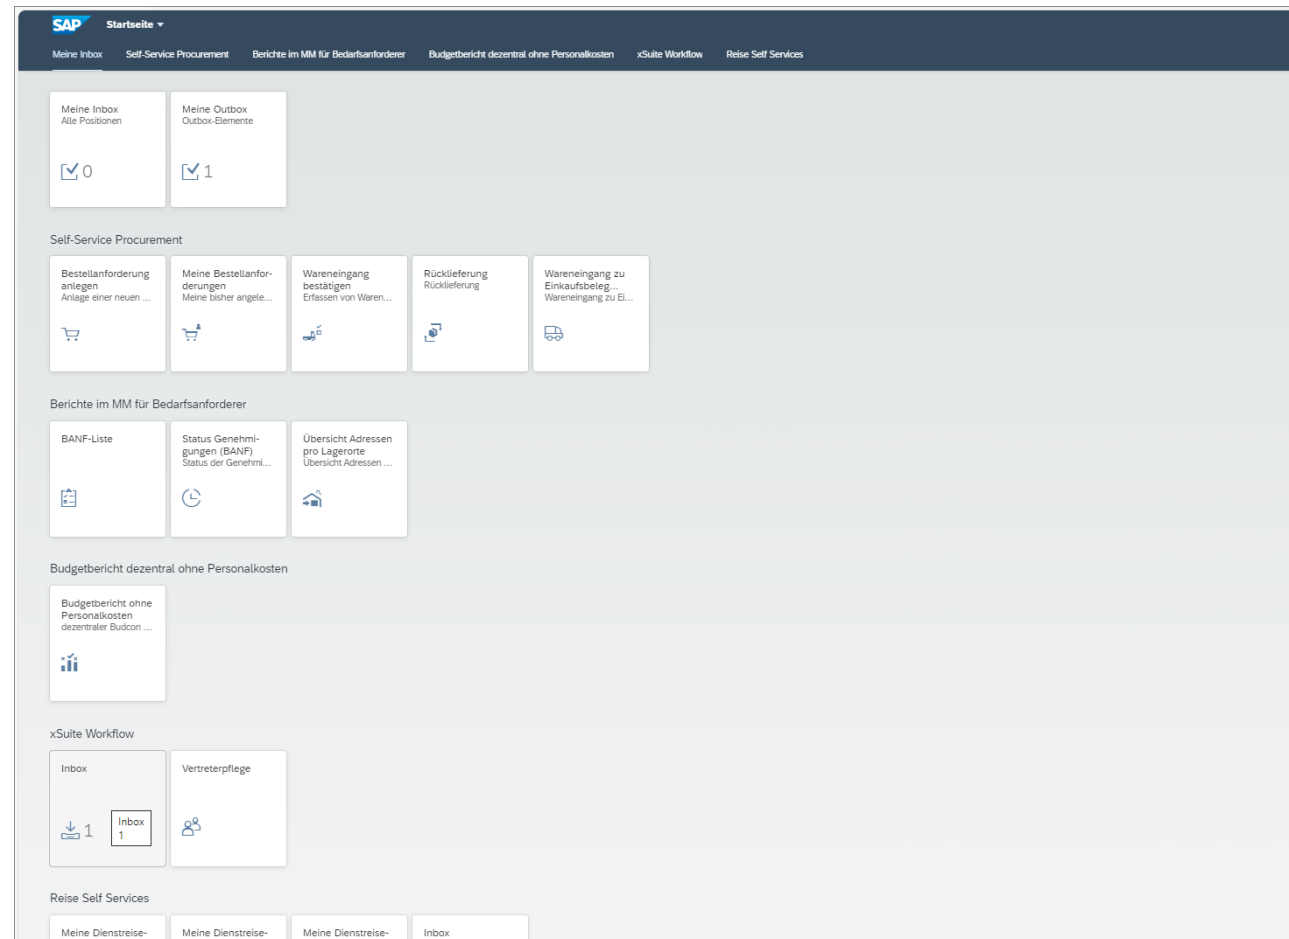 SAP Startseite
Meine Inbox Self-Service Procurement Berichte im MM für Bedarfsanforderer Budgetbericht dezentral ohne Personalkosten xSuite Workflow Reise Self Services
Meine Inbox
Alle Positionen
0
Meine Outbox
Outbox-Elemente
1
Self-Service Procurement
Bestellanforderung
anlegen
Anlage einer neuen ...
Meine Bestellanfor-
derungen
Meine bisher angele...
Wareneingang
bestätigen
Erfassen von Waren...
Rücklieferung
Rücklieferung
Wareneingang zu
Einkaufsbeleg...
Wareneingang zu Ei...
Berichte im MM für Bedarfsanforderer
BANF-Liste
Status Genehmi-
gungen (BANF)
Status der Genehmi...
Übersicht Adressen
pro Lagerorte
Übersicht Adressen ...
Budgetbericht dezentral ohne Personalkosten
Budgetbericht ohne
Personalkosten
dezentraler Budcon ...
xSuite Workflow
Inbox
1
Inbox
1
Vertreterpflege
Reise Self Services
Meine Dienstreise-
Meine Dienstreise-
Meine Dienstreise-
Inbox